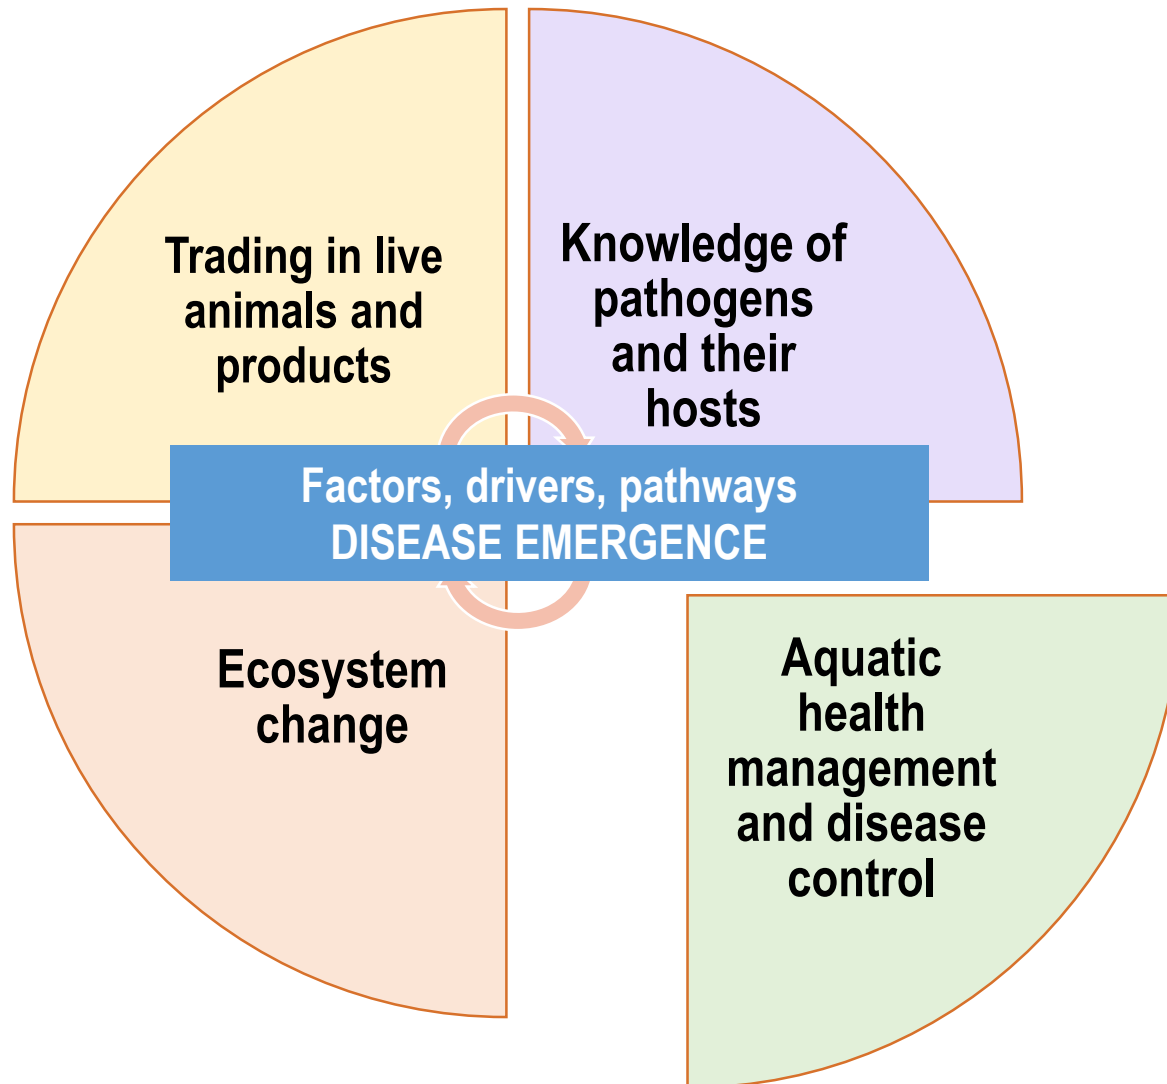 Trading in live
animals and
products
Knowledge of
pathogens
and their
hosts
Factors, drivers, pathways
DISEASE EMERGENCE
Ecosystem
change
Aquatic
health
management
and disease
control